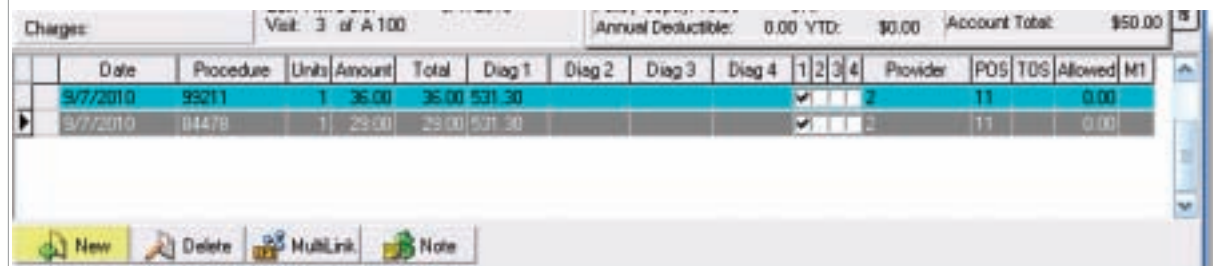 Charges: Visit: 3 of A 100 Annual Deductible: 0.00 YTD: $0.00 Account Total: $50.00
Date Procedure Units Amount Total Diag 1 Diag 2 Diag 3 Diag 4 1 2 3 4 Provider POS TOS Allowed M1
9/7/2010 99211 1 36.00 36.00 531.30 2 11 0.00
9/7/2010 84478 1 29.00 29.00 531.30 2 11 0.00
New Delete MultiLink Note